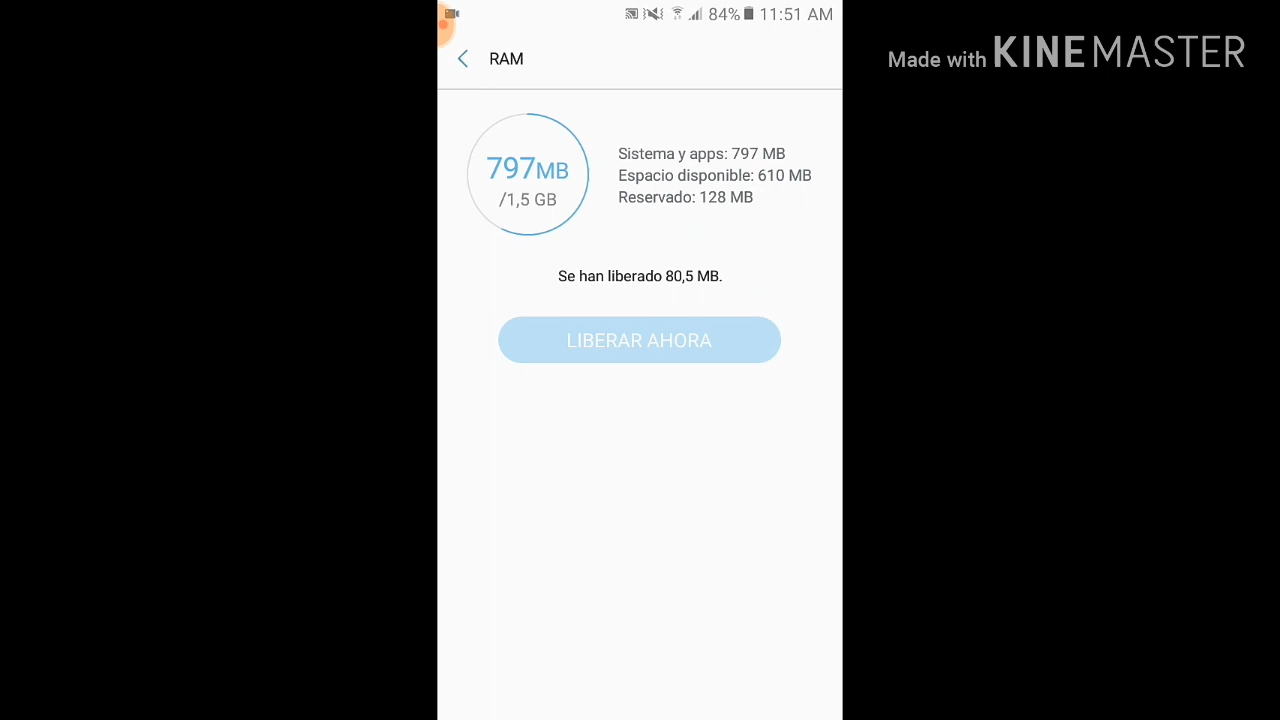 84% 11:51 AM
Made with KINEMASTER
RAM
797MB
/1,5 GB
Sistema y apps: 797 MB
Espacio disponible: 610 MB
Reservado: 128 MB
Se han liberado 80,5 MB.
LIBERAR AHORA